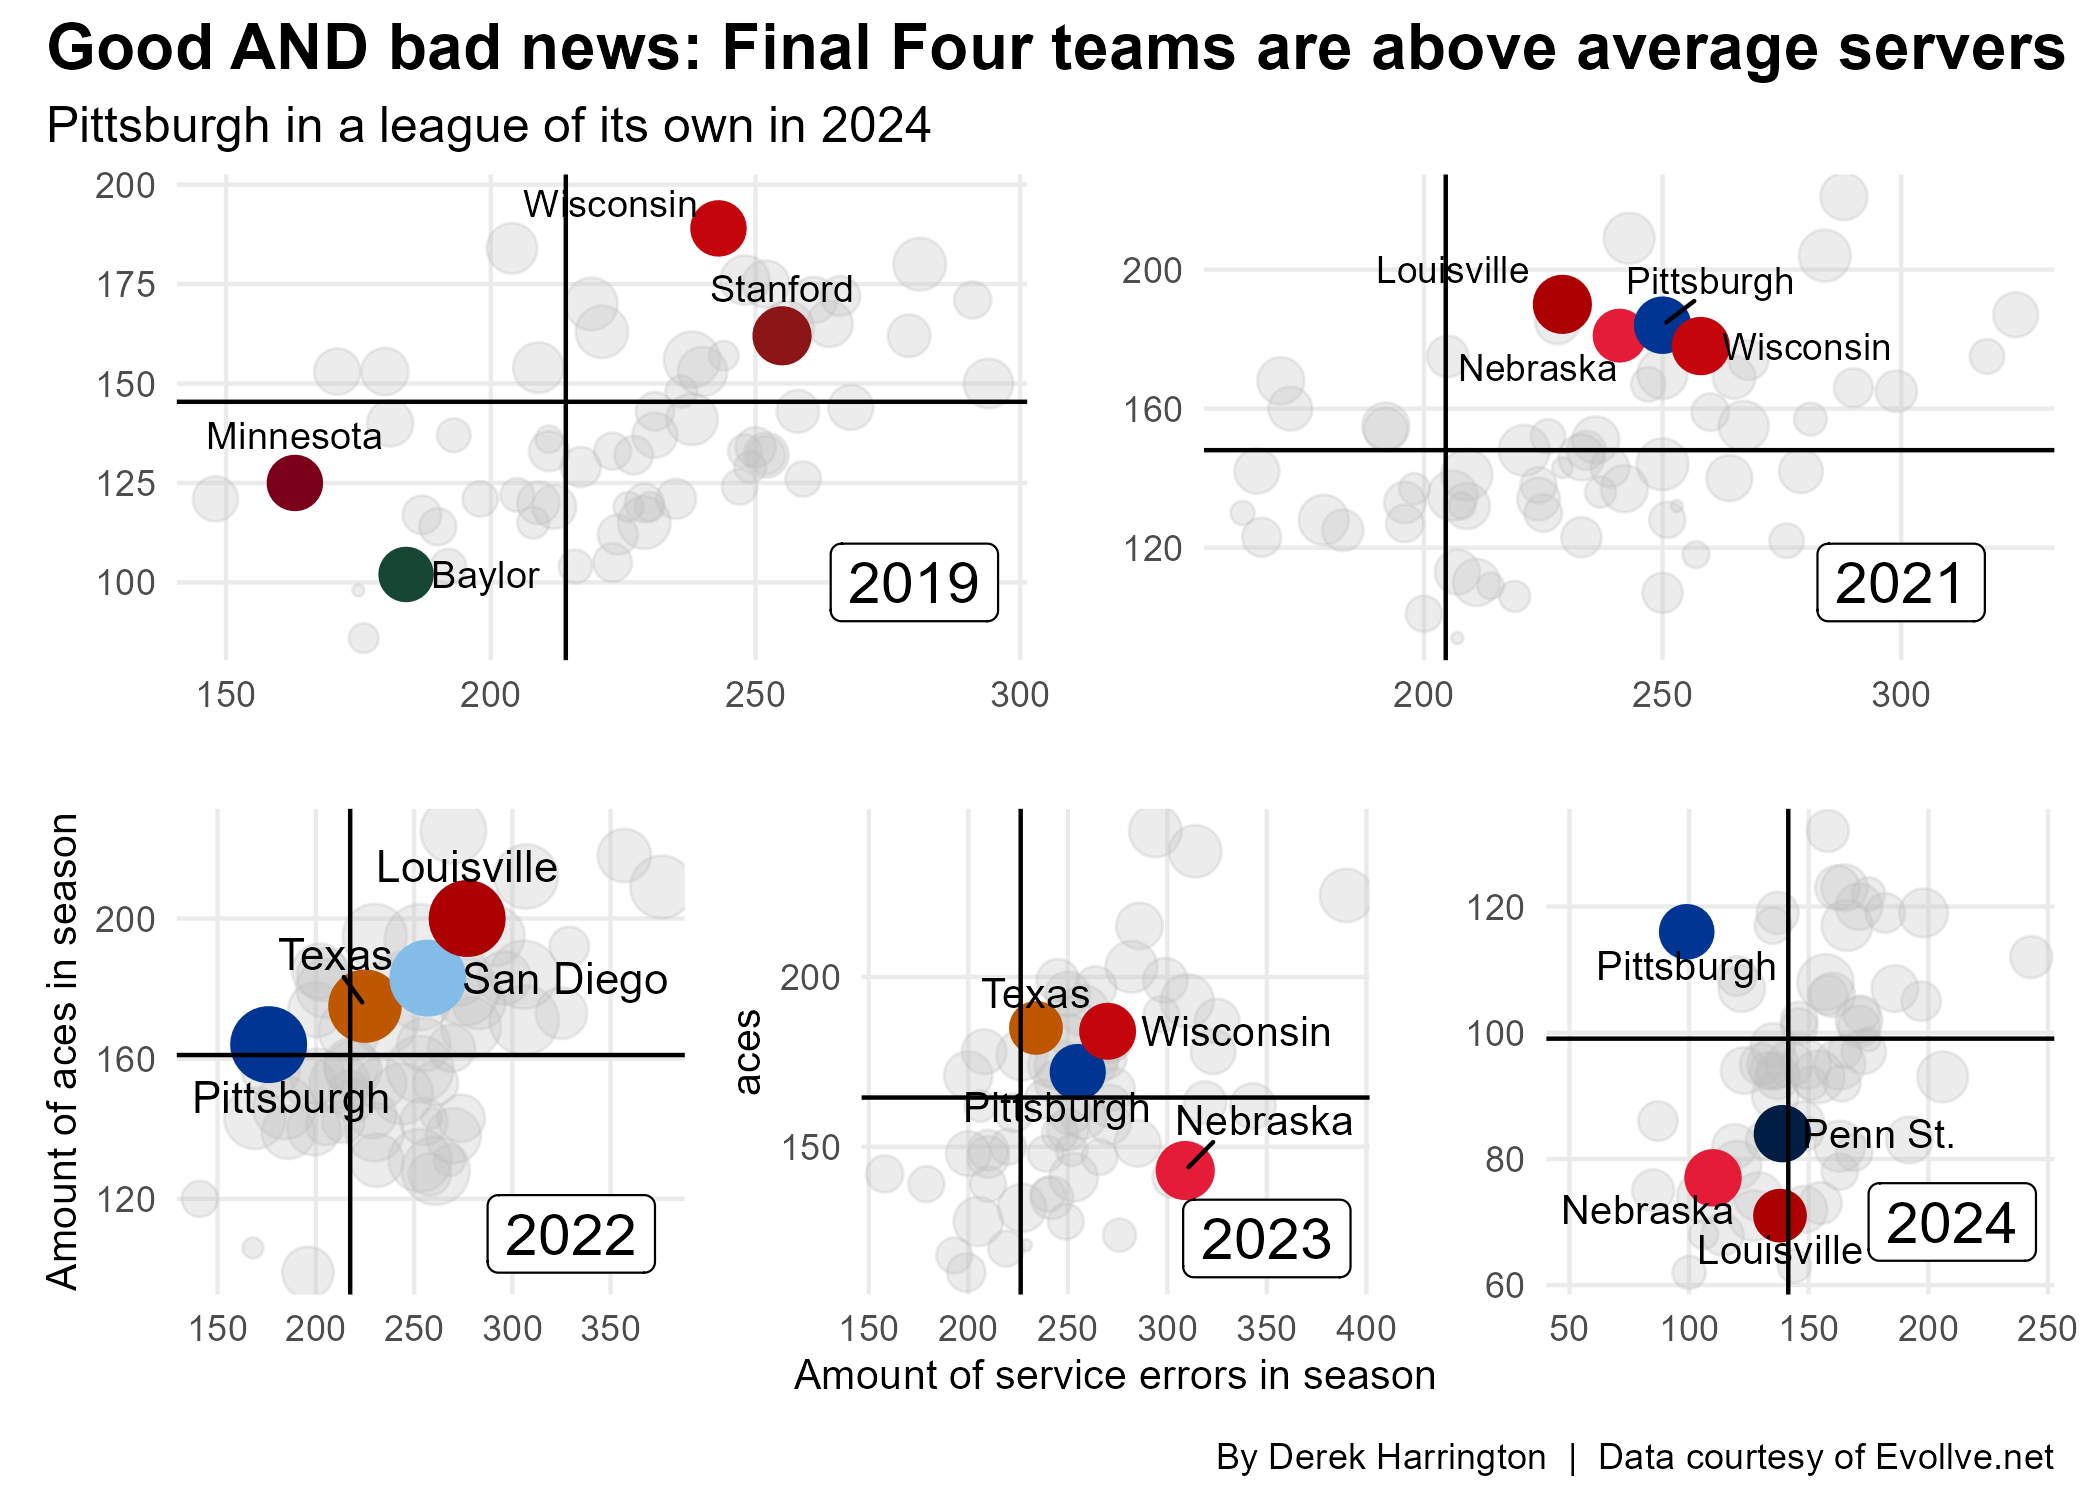 Good AND bad news: Final Four teams are above average servers
Pittsburgh in a league of its own in 2024
200
175
150
125
100
Wisconsin
Stanford
Minnesota
Baylor
2019
150 200 250 300
200
160
120
Louisville
Pittsburgh
Nebraska
Wisconsin
2021
200 250 300
Amount of aces in season
200
160
120
Louisville
Texas
San Diego
Pittsburgh
2022
150 200 250 300 350
aces
200
150
Texas
Wisconsin
Pittsburgh
Nebraska
2023
150 200 250 300 350 400
120
100
80
60
Pittsburgh
Penn St.
Nebraska
Louisville
2024
50 100 150 200 250
Amount of service errors in season
By Derek Harrington | Data courtesy of Evollve.net